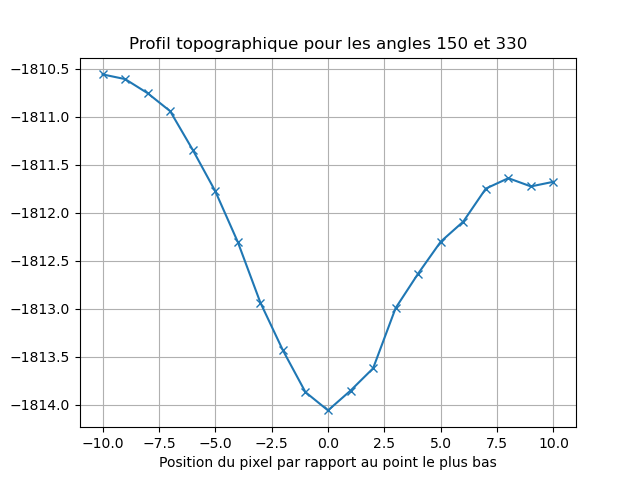 Profil topographique pour les angles 150 et 330
−1810.5
−1811.0
−1811.5
−1812.0
−1812.5
−1813.0
−1813.5
−1814.0
−10.0 −7.5 −5.0 −2.5 0.0 2.5 5.0 7.5 10.0
Position du pixel par rapport au point le plus bas